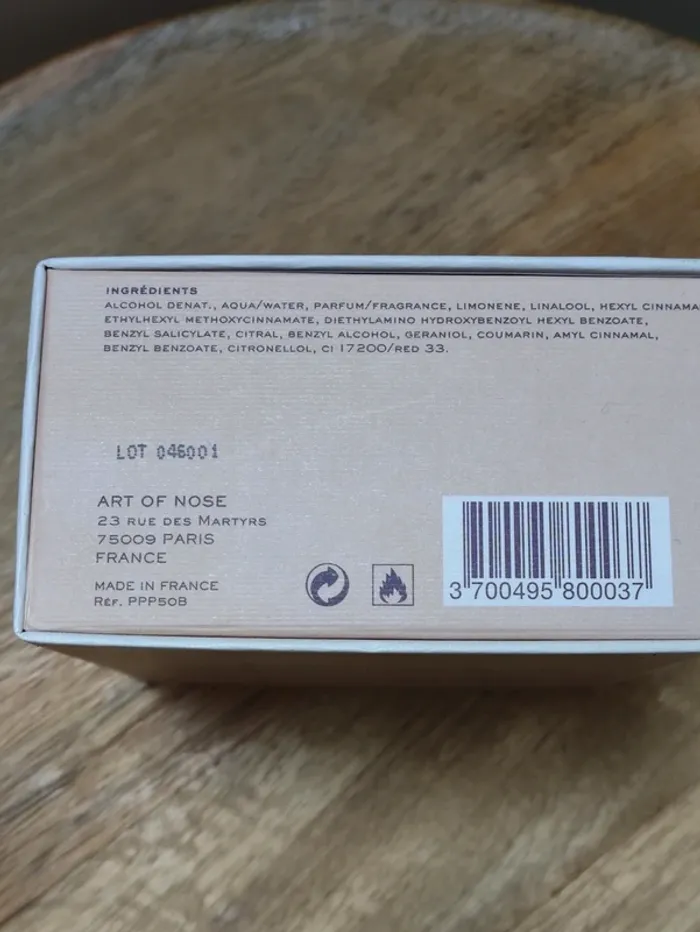 INGRÉDIENTS
ALCOHOL DENAT., AQUA/WATER, PARFUM/FRAGRANCE, LIMONENE, LINALOOL, HEXYL CINNAMA
ETHYLHEXYL METHOXYCINNAMATE, DIETHYLAMINO HYDROXYBENZOYL HEXYL BENZOATE,
BENZYL SALICYLATE, CITRAL, BENZYL ALCOHOL, GERANIOL, COUMARIN, AMYL CINNAMAL,
BENZYL BENZOATE, CITRONELLOL, CI 17200/RED 33.
LOT 046001
ART OF NOSE
23 RUE DES MARTYRS
75009 PARIS
FRANCE
MADE IN FRANCE
REF. PPP50B
3 700495 800037